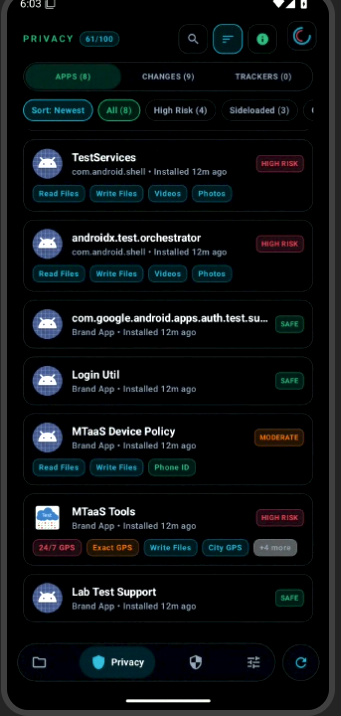 6:03
PRIVACY 61/100
APPS (8) CHANGES (9) TRACKERS (0)
Sort: Newest All (8) High Risk (4) Sideloaded (3)
TestServices
com.android.shell • Installed 12m ago
HIGH RISK
Read Files Write Files Videos Photos
androidx.test.orchestrator
com.android.shell • Installed 12m ago
HIGH RISK
Read Files Write Files Videos Photos
com.google.android.apps.auth.test.su...
Brand App • Installed 12m ago
SAFE
Login Util
Brand App • Installed 12m ago
SAFE
MTaaS Device Policy
Brand App • Installed 12m ago
MODERATE
Read Files Write Files Phone ID
MTaaS Tools
Brand App • Installed 12m ago
HIGH RISK
24/7 GPS Exact GPS Write Files City GPS +4 more
Lab Test Support
Brand App • Installed 12m ago
SAFE
Privacy